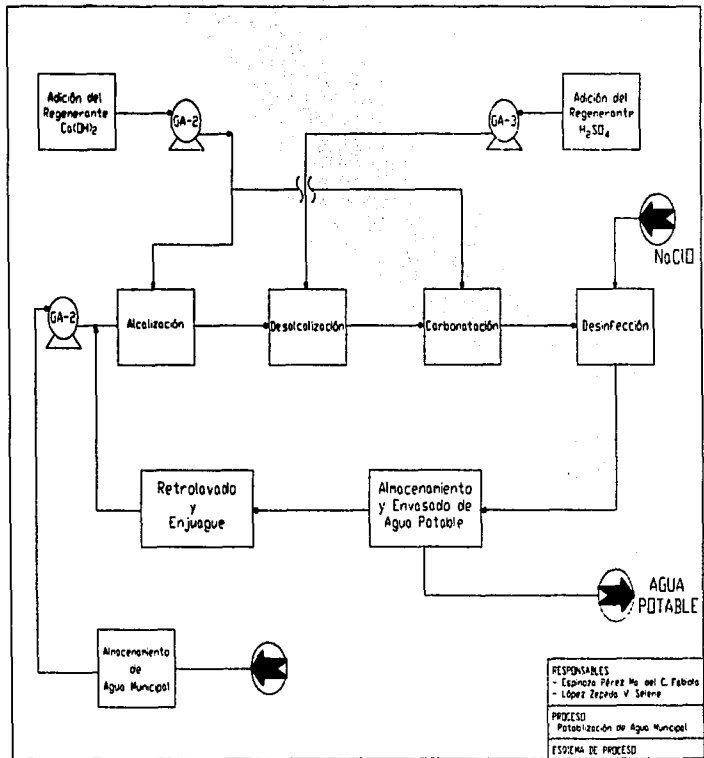 Adición del
Regenerante
Ca(OH)2
GA-2
GA-3
Adición del
Regenerante
H2SO4
NaClO
GA-2
Alcalización
Desalcalización
Carbonatación
Desinfección
Retrolavado
y
Enjuague
Almacenamiento
y Envasado de
Agua Potable
AGUA
POTABLE
Almacenamiento
de
Agua Municipal
RESPONSABLES
- Espinoza Pérez Ma del C. Fabiola
- López Zepeda V Selene
PROCESO
Potabilización de Agua Municipal
ESQUEMA DE PROCESO